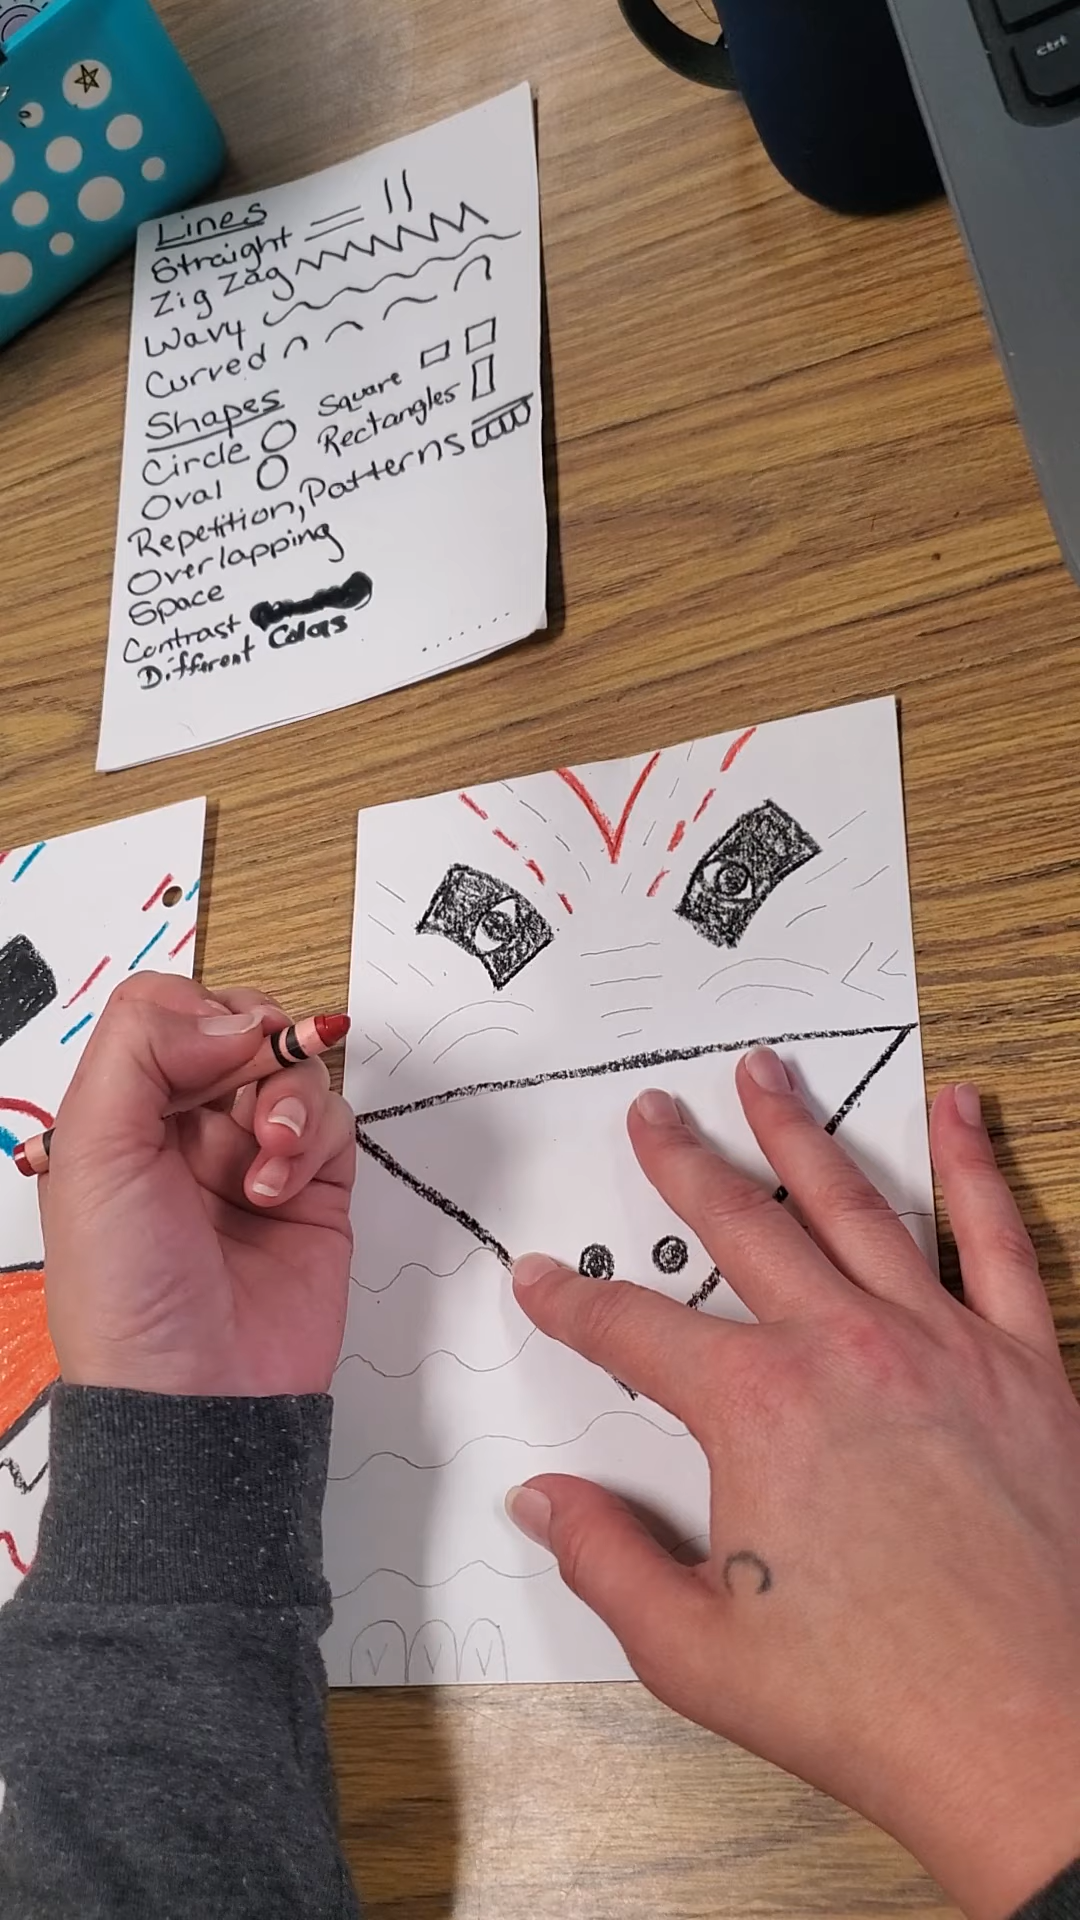 ctrl
Lines
Straight
Zig Zag
Wavy
Curved
Shapes
Circle Square
Oval Rectangles
Repetition, Patterns
Overlapping
Space
Contrast
Different Colors